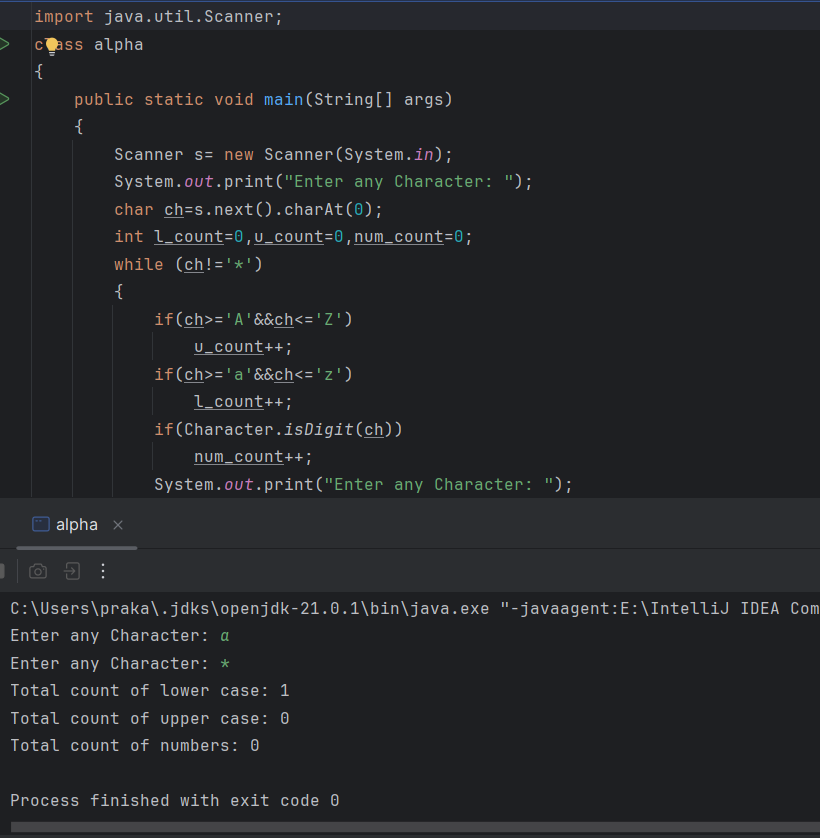 import java.util.Scanner;
class alpha
{
    public static void main(String[] args)
    {
        Scanner s= new Scanner(System.in);
        System.out.print("Enter any Character: ");
        char ch=s.next().charAt(0);
        int l_count=0,u_count=0,num_count=0;
        while (ch!='*')
        {
            if(ch>='A'&&ch<='Z')
                u_count++;
            if(ch>='a'&&ch<='z')
                l_count++;
            if(Character.isDigit(ch))
                num_count++;
            System.out.print("Enter any Character: ");
alpha
C:\Users\praka\.jdks\openjdk-21.0.1\bin\java.exe "-javaagent:E:\IntelliJ IDEA Com
Enter any Character: a
Enter any Character: *
Total count of lower case: 1
Total count of upper case: 0
Total count of numbers: 0
Process finished with exit code 0